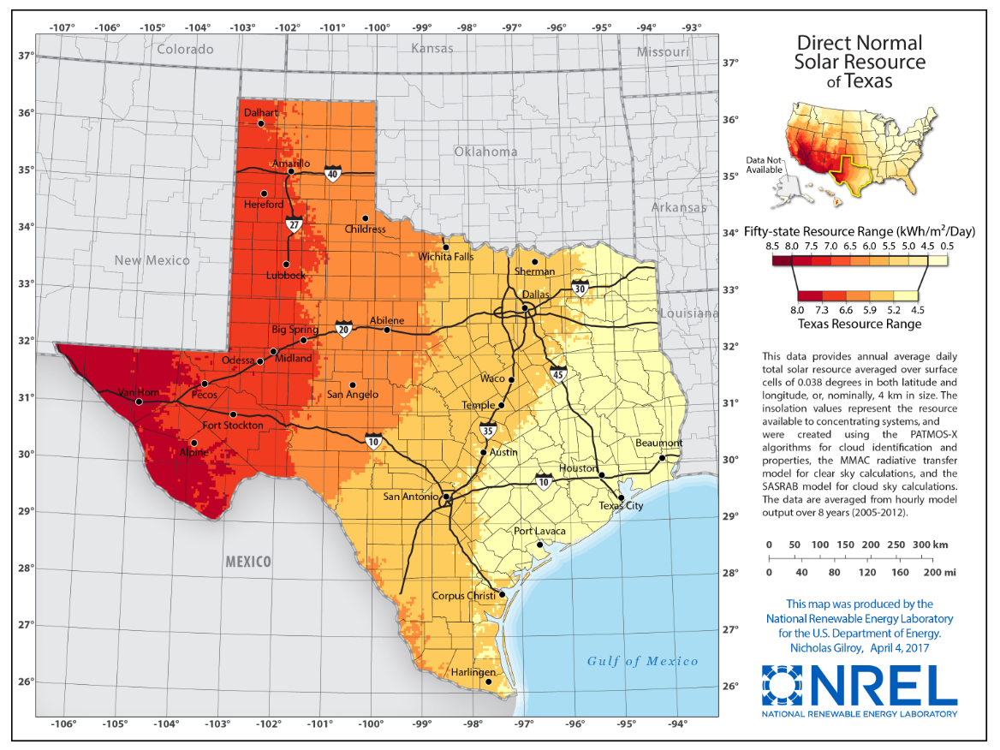 -107° -106° -105° -104° -103° -102° -101° -100° -99° -98° -97° -96° -95° -94° -93°
Colorado
Kansas
Missouri
37°
37°
36°
36°
Dalhart
Oklahoma
Amarillo
35°
40
35°
Hereford
Arkansas
27
Childress
34°
34°
New Mexico
Wichita Falls
Lubbock
Sherman
33°
30
33°
Dallas
Louisiana
Big Spring
20
Abilene
32°
32°
Odessa
Midland
Waco
45
Van Horn
Pecos
San Angelo
31°
31°
Temple
Fort Stockton
35
10
Alpine
Austin
Beaumont
30°
30°
Houston
10
San Antonio
Texas City
29°
29°
Port Lavaca
MEXICO
28°
28°
Corpus Christi
27°
27°
Gulf of Mexico
Harlingen
26°
26°
-106° -105° -104° -103° -102° -101° -100° -99° -98° -97° -96° -95° -94°
Direct Normal
Solar Resource
of Texas
Data Not
Available
Fifty-state Resource Range (kWh/m²/Day)
8.5 8.0 7.5 7.0 6.5 6.0 5.5 5.0 4.5 0.5
8.0 7.3 6.6 5.9 5.2 4.5
Texas Resource Range
This data provides annual average daily
total solar resource averaged over surface
cells of 0.038 degrees in both latitude and
longitude, or, nominally, 4 km in size. The
insolation values represent the resource
available to concentrating systems, and
were created using the PATMOS-X
algorithms for cloud identification and
properties, the MMAC radiative transfer
model for clear sky calculations, and the
SASRAB model for cloud sky calculations.
The data are averaged from hourly model
output over 8 years (2005-2012).
0 50 100 150 200 250 300 km
0 40 80 120 160 200 mi
This map was produced by the
National Renewable Energy Laboratory
for the U.S. Department of Energy.
Nicholas Gilroy, April 4, 2017
NREL
NATIONAL RENEWABLE ENERGY LABORATORY